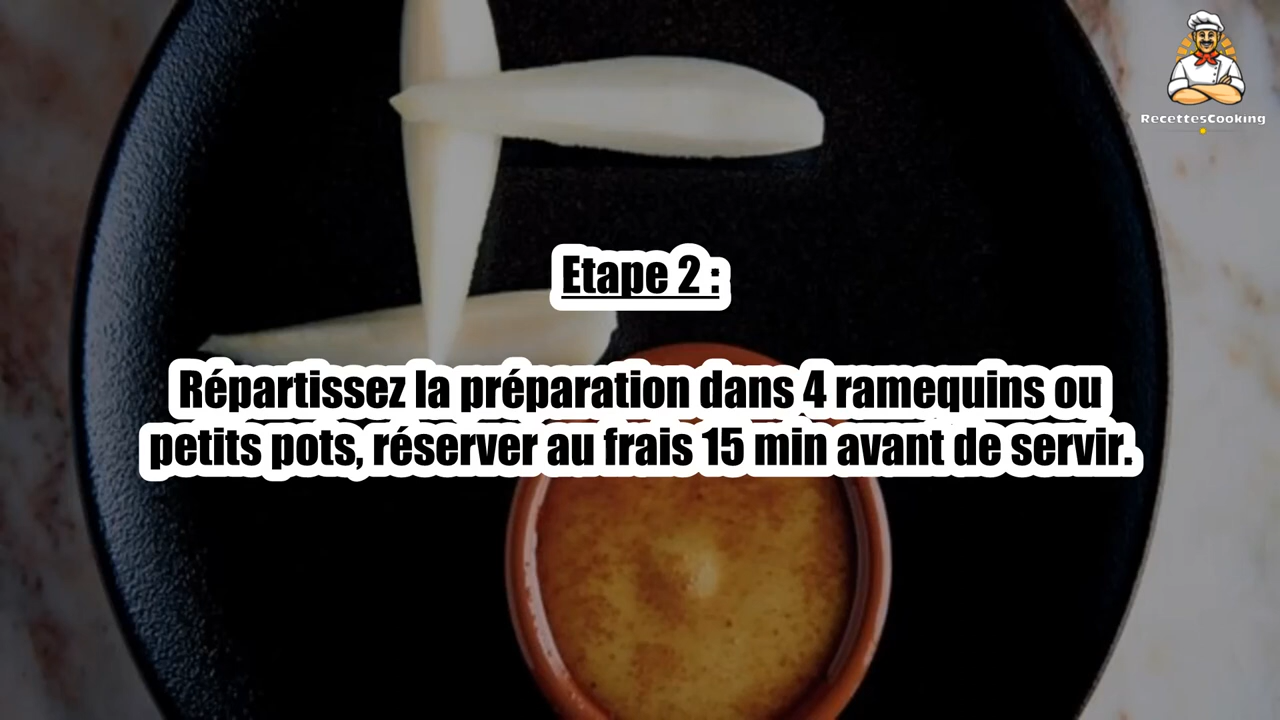 RecettesCooking
Etape 2 :
Répartissez la préparation dans 4 ramequins ou
petits pots, réserver au frais 15 min avant de servir.